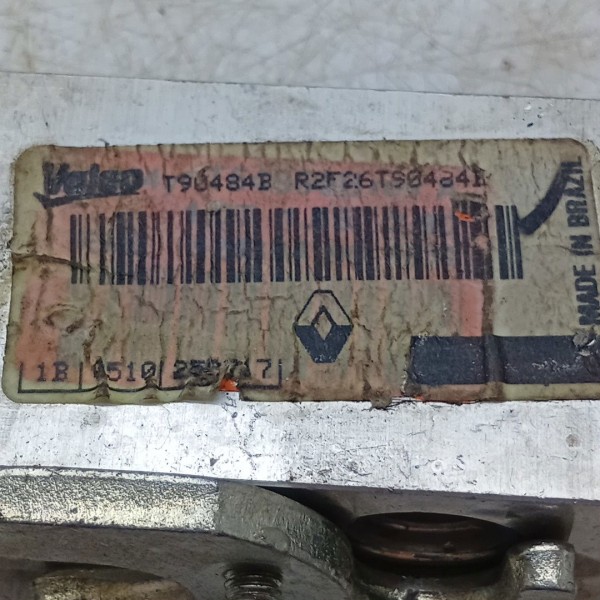 Valeo T90484B R2F26T90484B
MADE IN BRAZIL
1B 0510